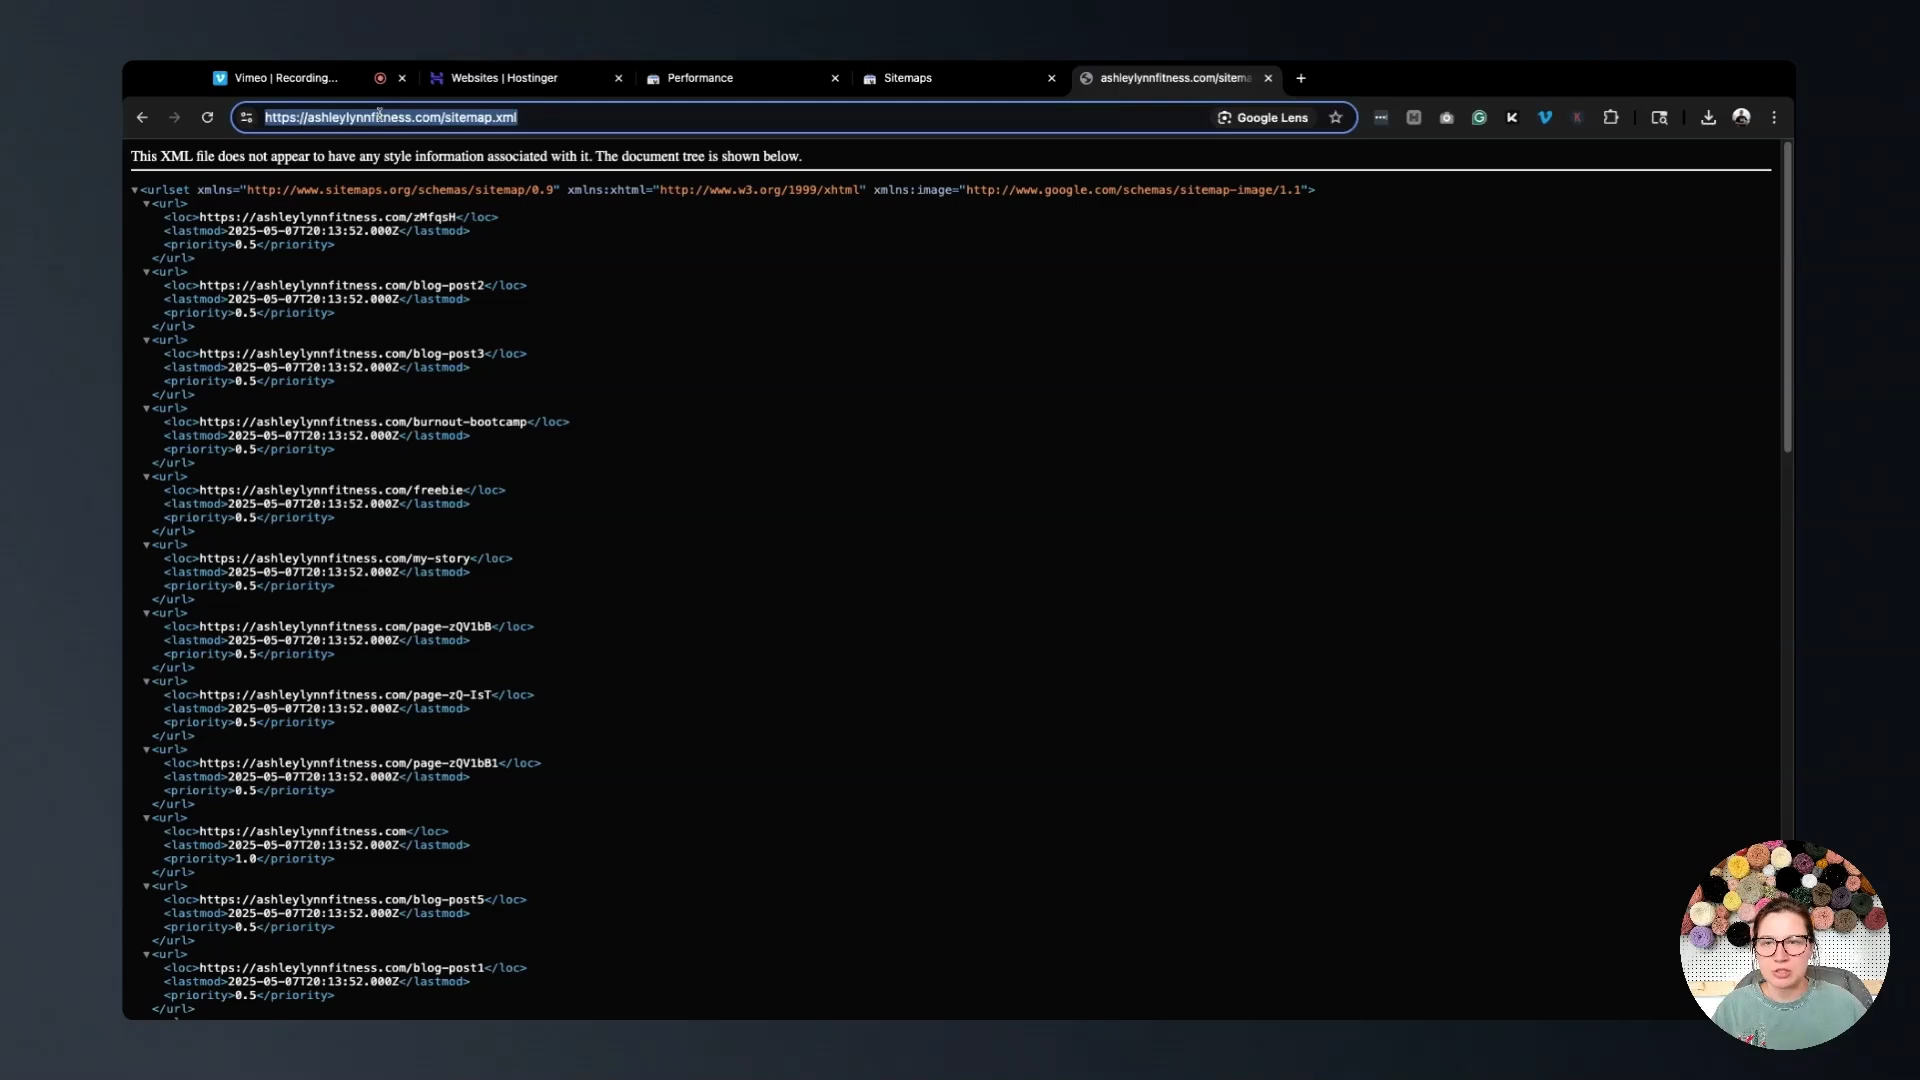 Vimeo | Recording...
Websites | Hostinger
Performance
Sitemaps
ashleylynnfitness.com/sitema
https://ashleylynnfitness.com/sitemap.xml
Google Lens
This XML file does not appear to have any style information associated with it. The document tree is shown below.
<urlset xmlns="http://www.sitemaps.org/schemas/sitemap/0.9" xmlns:xhtml="http://www.w3.org/1999/xhtml" xmlns:image="http://www.google.com/schemas/sitemap-image/1.1">
<url>
<loc>https://ashleylynnfitness.com/zMfqsH</loc>
<lastmod>2025-05-07T20:13:52.000Z</lastmod>
<priority>0.5</priority>
</url>
<url>
<loc>https://ashleylynnfitness.com/blog-post2</loc>
<lastmod>2025-05-07T20:13:52.000Z</lastmod>
<priority>0.5</priority>
</url>
<url>
<loc>https://ashleylynnfitness.com/blog-post3</loc>
<lastmod>2025-05-07T20:13:52.000Z</lastmod>
<priority>0.5</priority>
</url>
<url>
<loc>https://ashleylynnfitness.com/burnout-bootcamp</loc>
<lastmod>2025-05-07T20:13:52.000Z</lastmod>
<priority>0.5</priority>
</url>
<url>
<loc>https://ashleylynnfitness.com/freebie</loc>
<lastmod>2025-05-07T20:13:52.000Z</lastmod>
<priority>0.5</priority>
</url>
<url>
<loc>https://ashleylynnfitness.com/my-story</loc>
<lastmod>2025-05-07T20:13:52.000Z</lastmod>
<priority>0.5</priority>
</url>
<url>
<loc>https://ashleylynnfitness.com/page-zQV1bB</loc>
<lastmod>2025-05-07T20:13:52.000Z</lastmod>
<priority>0.5</priority>
</url>
<url>
<loc>https://ashleylynnfitness.com/page-zQ-IsT</loc>
<lastmod>2025-05-07T20:13:52.000Z</lastmod>
<priority>0.5</priority>
</url>
<url>
<loc>https://ashleylynnfitness.com/page-zQV1bB1</loc>
<lastmod>2025-05-07T20:13:52.000Z</lastmod>
<priority>0.5</priority>
</url>
<url>
<loc>https://ashleylynnfitness.com</loc>
<lastmod>2025-05-07T20:13:52.000Z</lastmod>
<priority>1.0</priority>
</url>
<url>
<loc>https://ashleylynnfitness.com/blog-post5</loc>
<lastmod>2025-05-07T20:13:52.000Z</lastmod>
<priority>0.5</priority>
</url>
<url>
<loc>https://ashleylynnfitness.com/blog-post1</loc>
<lastmod>2025-05-07T20:13:52.000Z</lastmod>
<priority>0.5</priority>
</url>